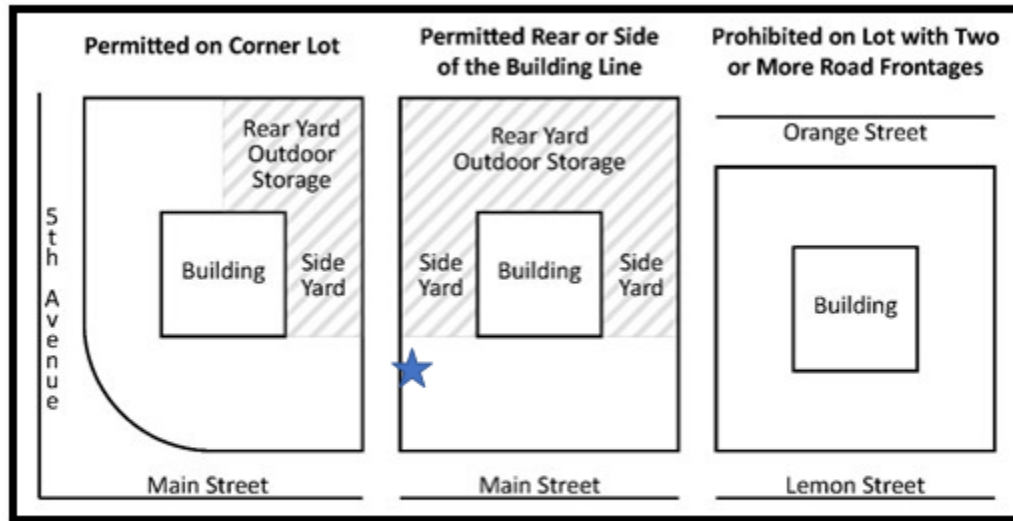 Permitted on Corner Lot
Rear Yard
Outdoor
Storage
Building
Side
Yard
5th Avenue
Main Street
Permitted Rear or Side
of the Building Line
Rear Yard
Outdoor Storage
Side
Yard
Building
Side
Yard
Main Street
Prohibited on Lot with Two
or More Road Frontages
Orange Street
Building
Lemon Street